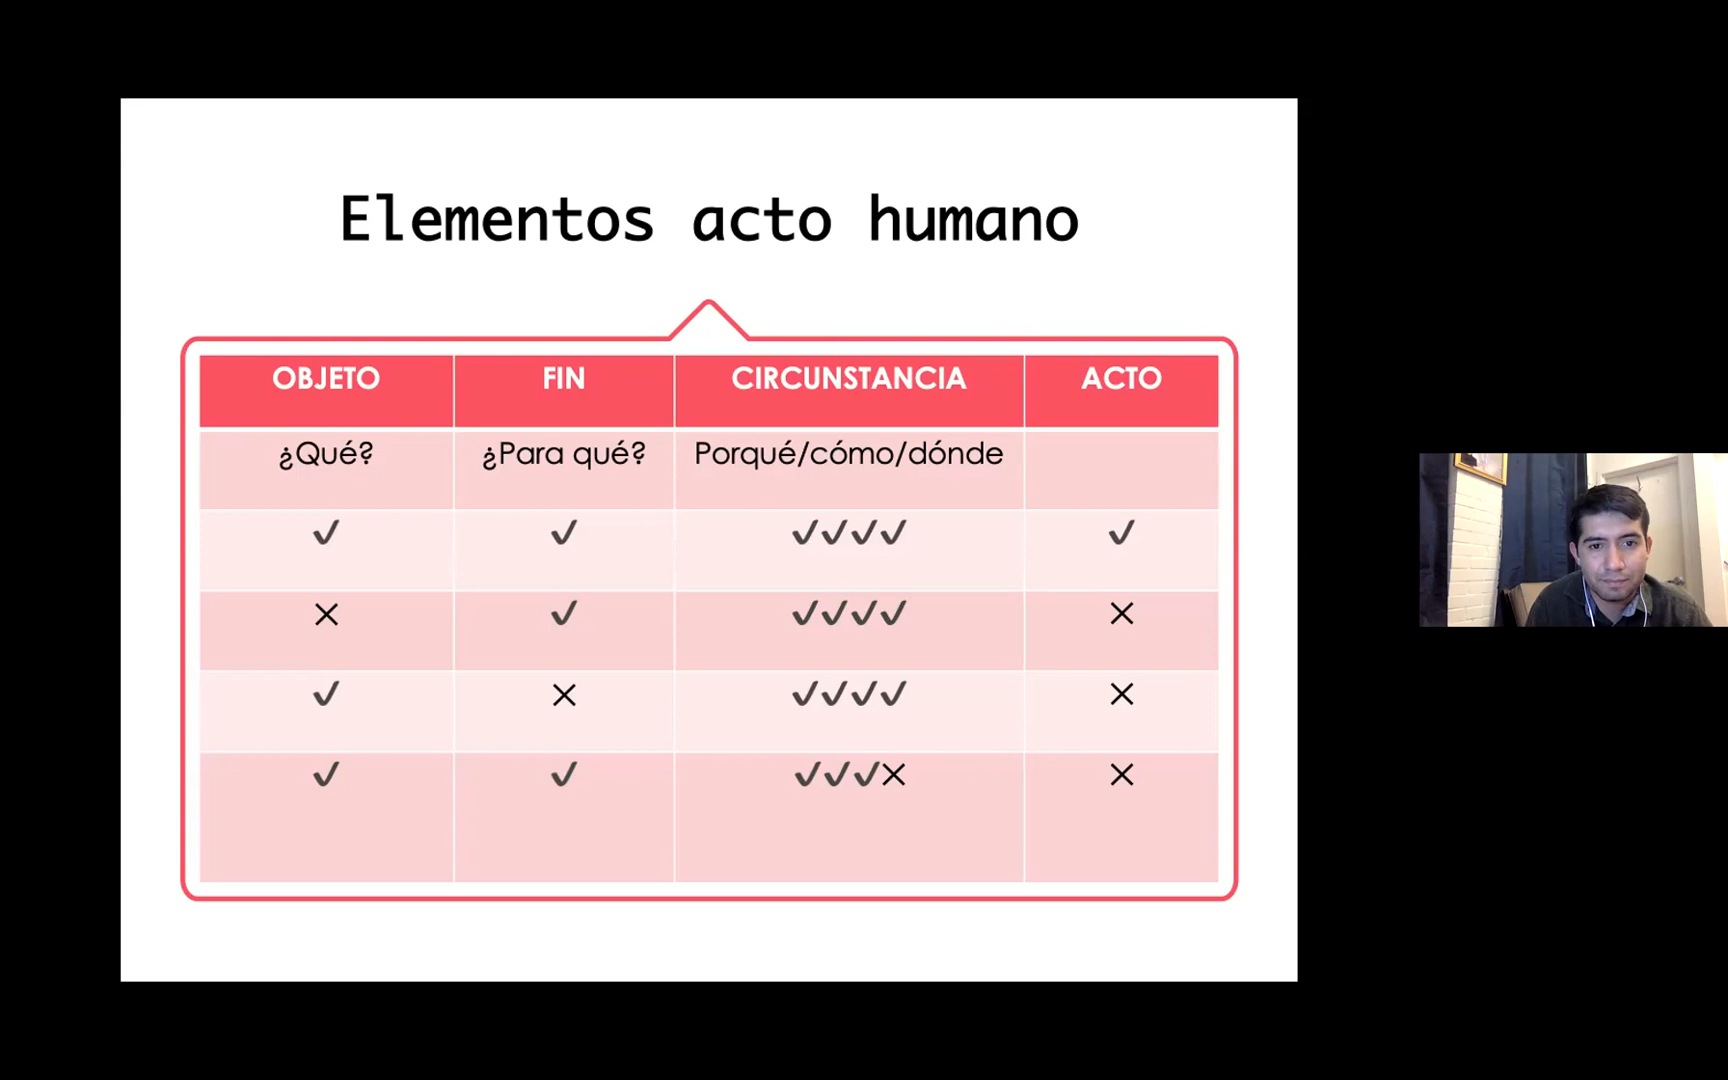 Elementos acto humano
OBJETO FIN CIRCUNSTANCIA ACTO
¿Qué? ¿Para qué? Porqué/cómo/dónde
✓ ✓ ✓✓✓✓ ✓
✕ ✓ ✓✓✓✓ ✕
✓ ✕ ✓✓✓✓ ✕
✓ ✓ ✓✓✓✕ ✕